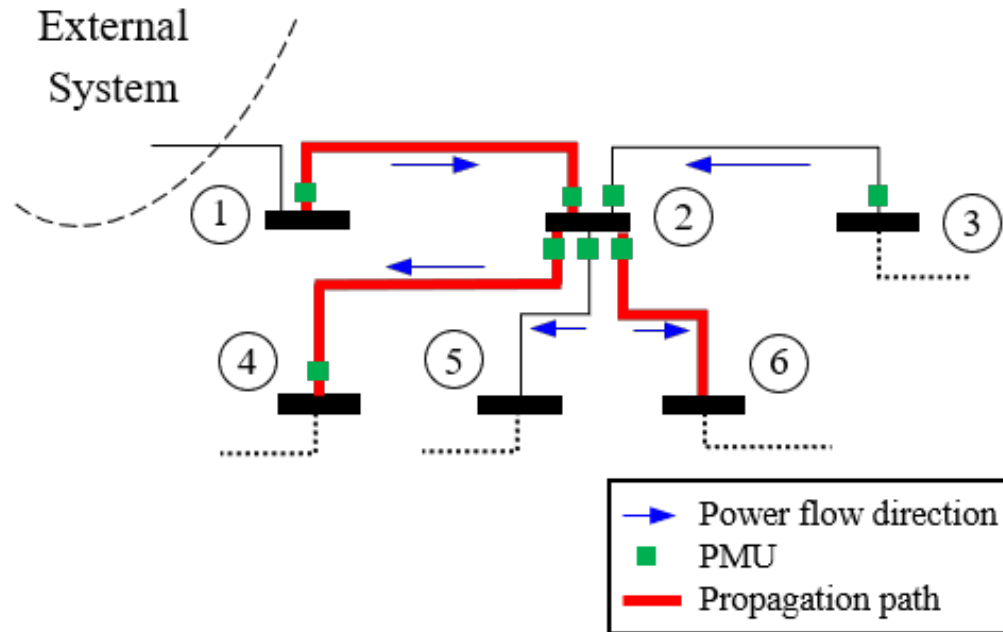 External
System
1
2
3
4
5
6
Power flow direction
PMU
Propagation path